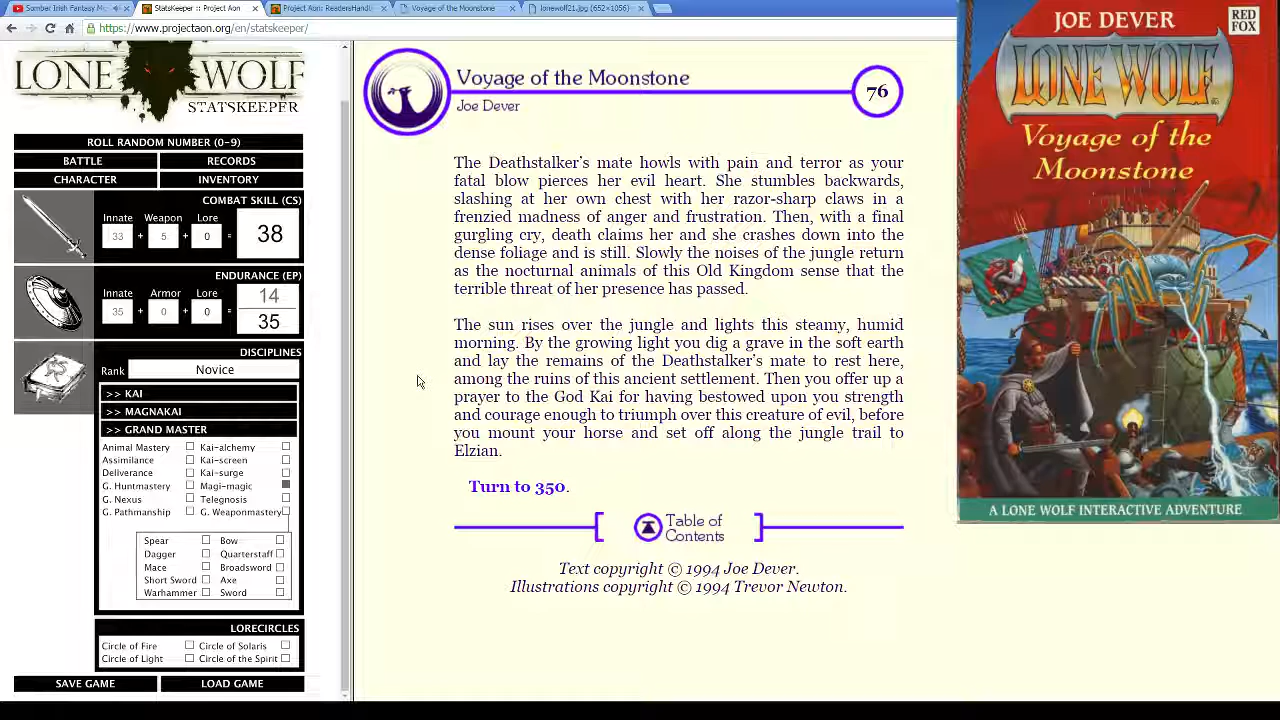 Sombar Irish Fantasy Mu
StatsKeeper :: Project Aon
Project Aon: ReadersHandl
Voyage of the Moonstone
lonewolf21.jpg (652×1056)
https://www.projectaon.org/en/statskeeper/
LONE WOLF
STATSKEEPER
ROLL RANDOM NUMBER (0-9)
BATTLE
RECORDS
CHARACTER
INVENTORY
COMBAT SKILL (CS)
Innate Weapon Lore
33 + 5 + 0 = 38
ENDURANCE (EP)
Innate Armor Lore
14
35 + 0 + 0 = 35
DISCIPLINES
Rank Novice
>> KAI
>> MAGNAKAI
>> GRAND MASTER
Animal Mastery Kai-alchemy
Assimilance Kai-screen
Deliverance Kai-surge
G. Huntmastery Magi-magic
G. Nexus Telegnosis
G. Pathmanship G. Weaponmastery
Spear Bow
Dagger Quarterstaff
Mace Broadsword
Short Sword Axe
Warhammer Sword
LORECIRCLES
Circle of Fire Circle of Solaris
Circle of Light Circle of the Spirit
SAVE GAME
LOAD GAME
Voyage of the Moonstone
Joe Dever
76
The Deathstalker's mate howls with pain and terror as your
fatal blow pierces her evil heart. She stumbles backwards,
slashing at her own chest with her razor-sharp claws in a
frenzied madness of anger and frustration. Then, with a final
gurgling cry, death claims her and she crashes down into the
dense foliage and is still. Slowly the noises of the jungle return
as the nocturnal animals of this Old Kingdom sense that the
terrible threat of her presence has passed.
The sun rises over the jungle and lights this steamy, humid
morning. By the growing light you dig a grave in the soft earth
and lay the remains of the Deathstalker's mate to rest here,
among the ruins of this ancient settlement. Then you offer up a
prayer to the God Kai for having bestowed upon you strength
and courage enough to triumph over this creature of evil, before
you mount your horse and set off along the jungle trail to
Elzian.
Turn to 350.
Table of
Contents
Text copyright © 1994 Joe Dever.
Illustrations copyright © 1994 Trevor Newton.
JOE DEVER
RED
FOX
LONE WOLF
Voyage of the
Moonstone
A LONE WOLF INTERACTIVE ADVENTURE